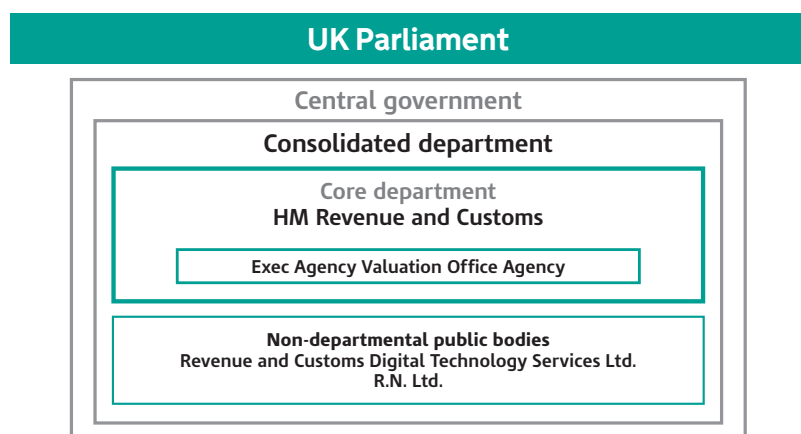 UK Parliament
Central government
Consolidated department
Core department
HM Revenue and Customs
Exec Agency Valuation Office Agency
Non-departmental public bodies
Revenue and Customs Digital Technology Services Ltd.
R.N. Ltd.